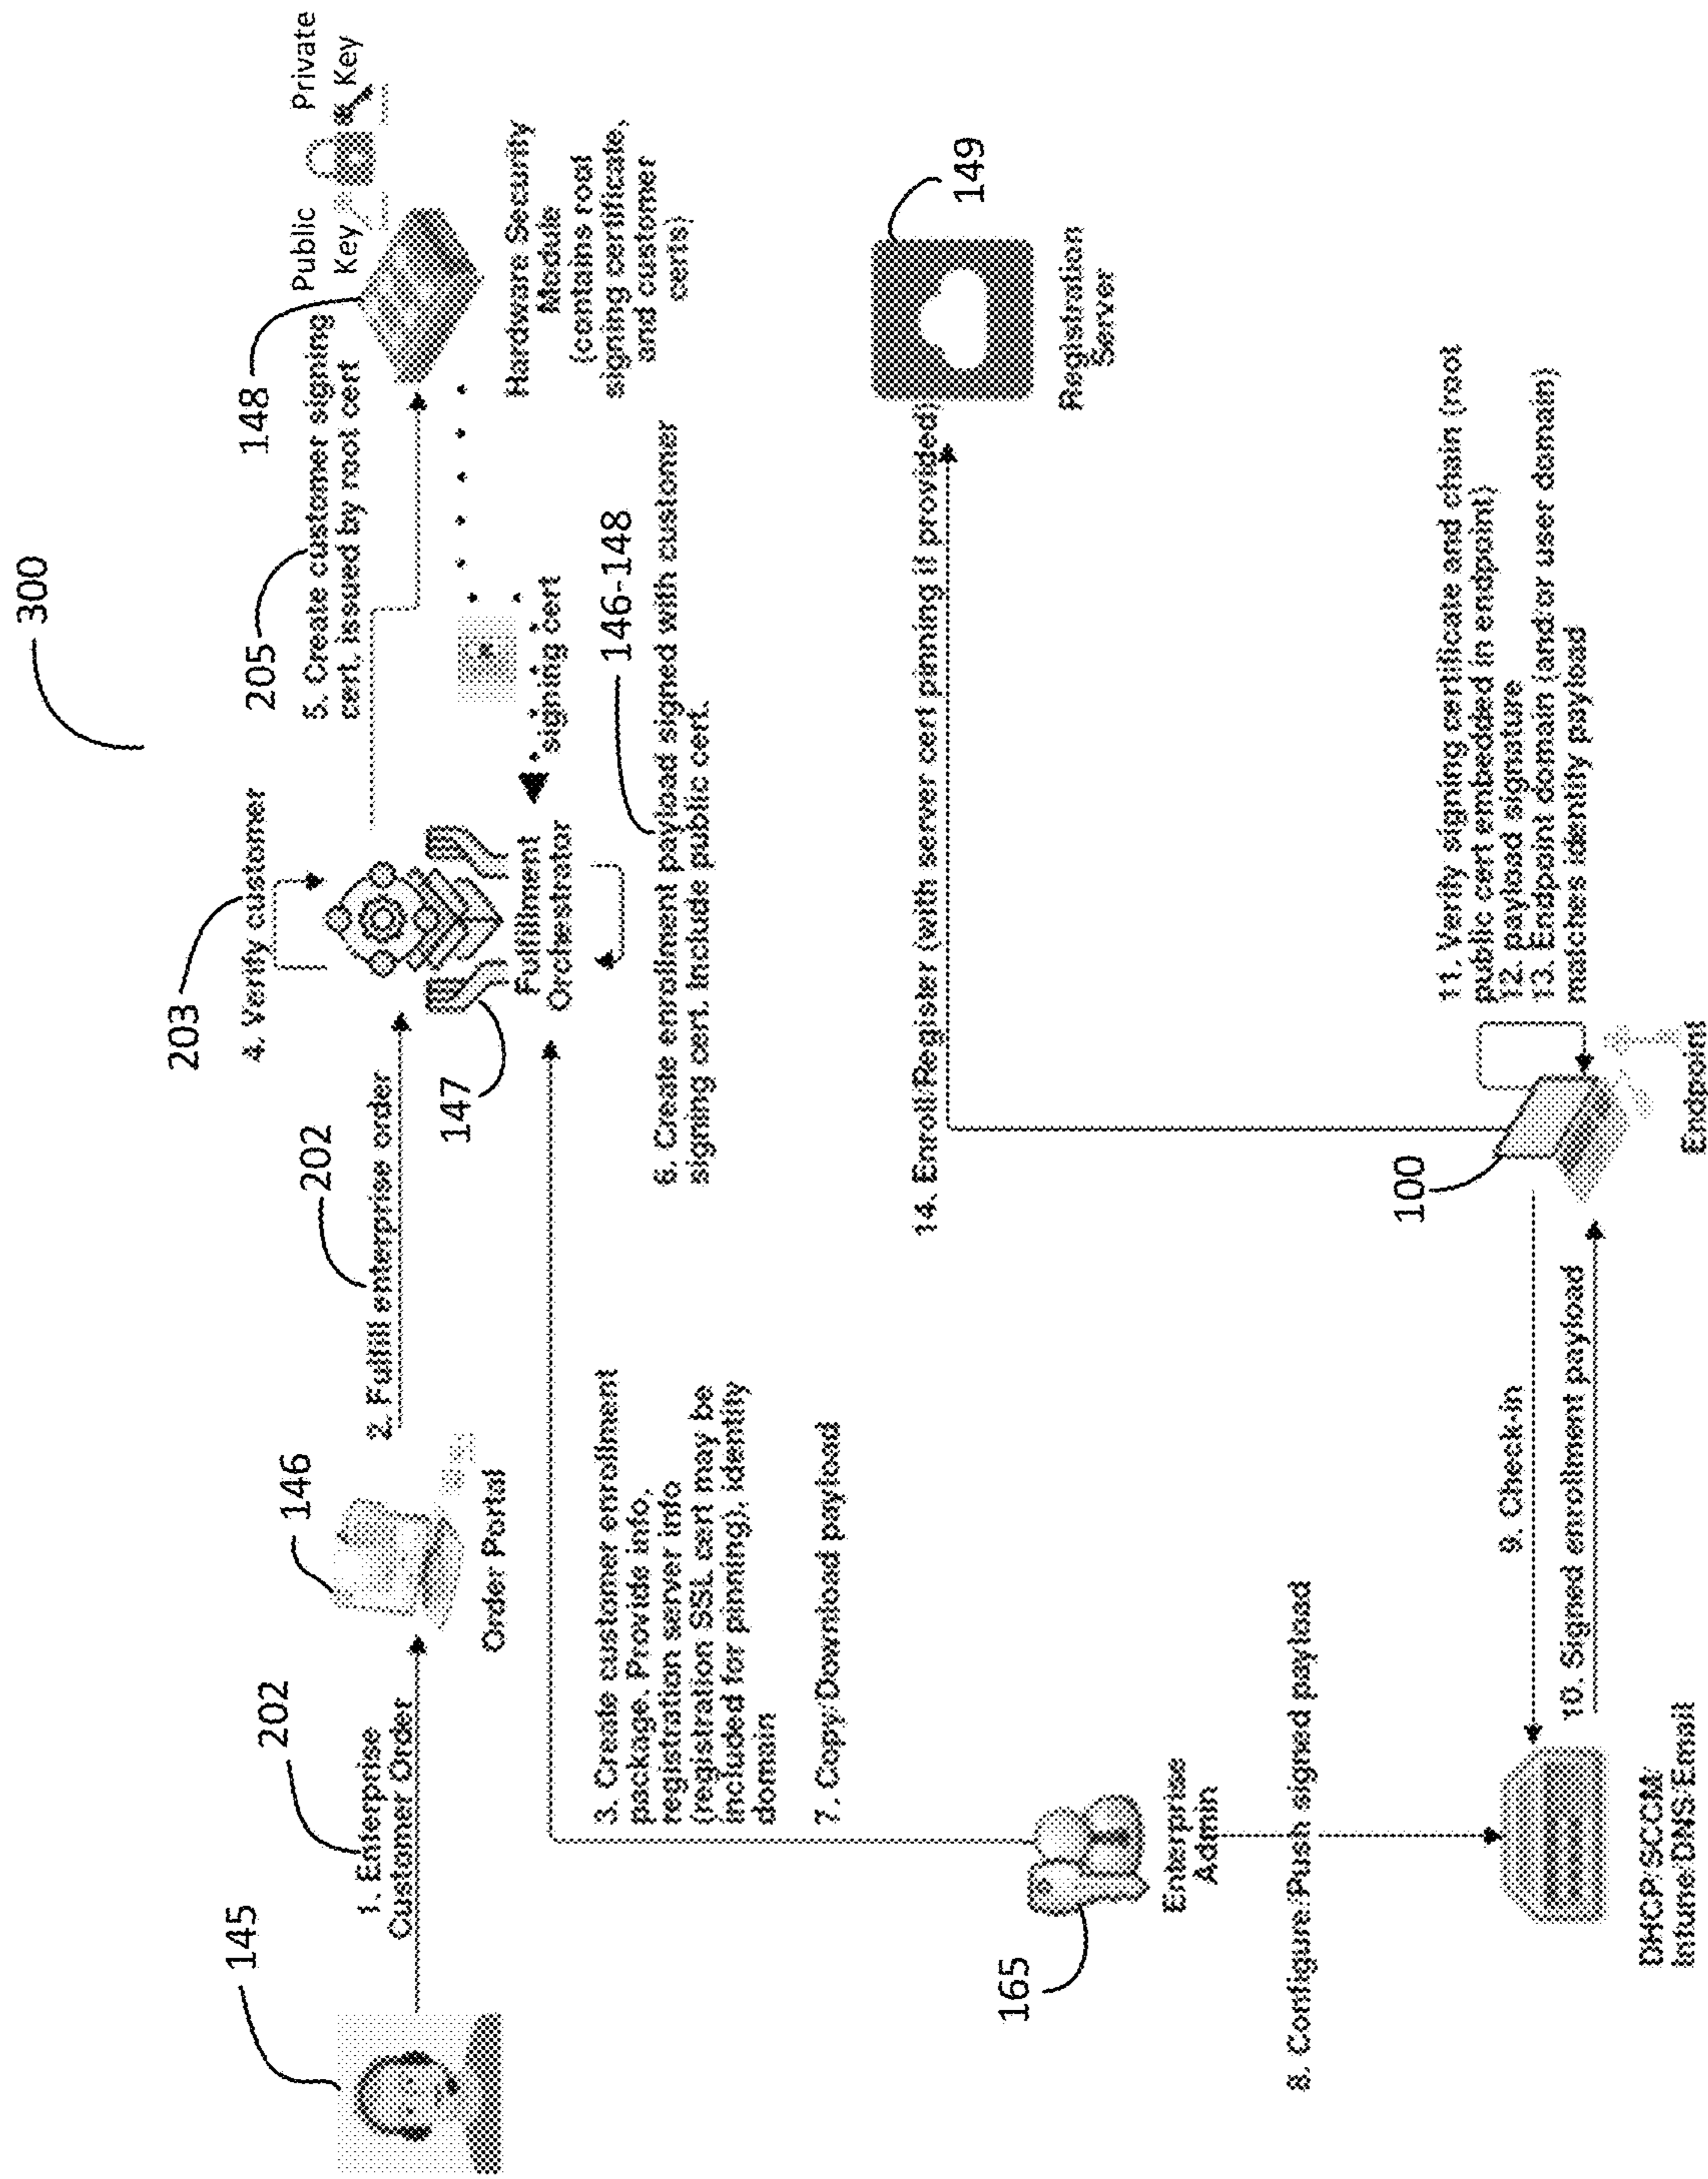 300
145
1. Enterprise
Customer Order
202
146
Order Portal
2. Fulfill enterprise order
202
203
4. Verify customer
147
Fulfillment
Orchestrator
205
5. Create customer signing
cert. issued by root cert
148
Public
Key
Private
Key
Hardware Security
Module
(contains root
signing certificate,
and customer
certs)
signing cert
146-148
6. Create enrollment payload signed with customer
signing cert. Include public cert.
3. Create customer enrollment
package. Provide info,
registration server info
(registration SSL cert may be
included for pinning), identity
domain
7. Copy/Download payload
165
Enterprise
Admin
8. Configure/Push signed payload
DHCP/SCCM/
Intune/DNS/Email
9. Check-in
10. Signed enrollment payload
100
Endpoint
11. Verify signing certificate and chain (root
public cert embeded in endpoint)
12. payload signature
13. Endpoint domain (and/or user domain)
matches identity payload
14. Enroll/Register (with server cert pinning if provided)
149
Registration
Server